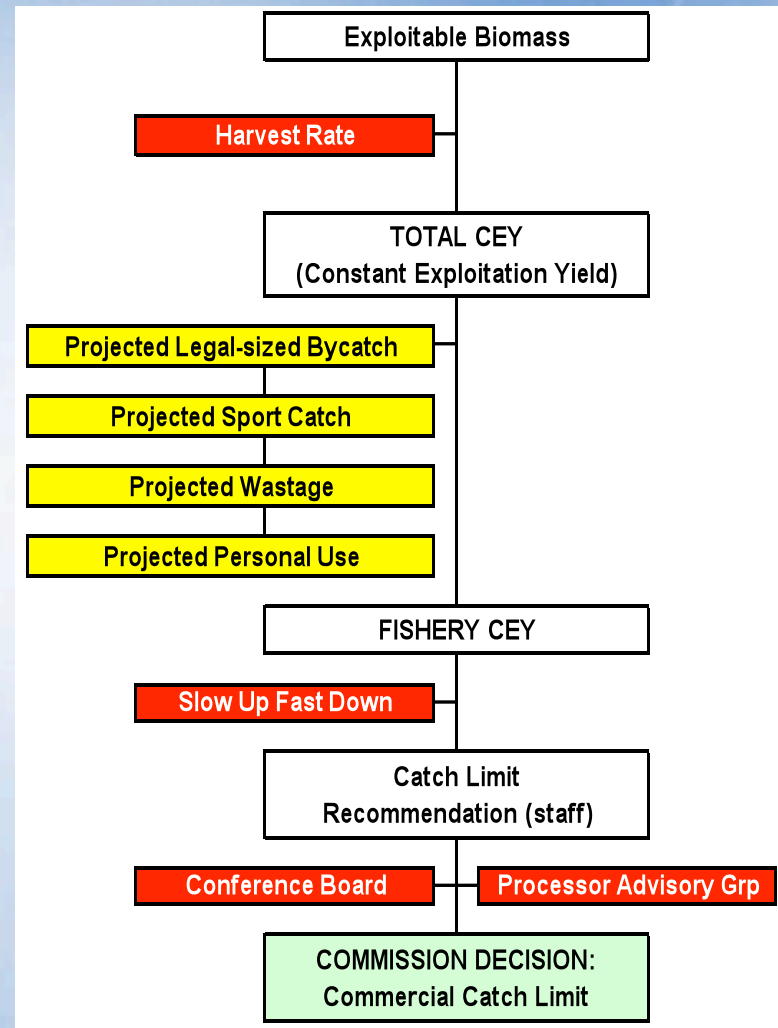 Exploitable Biomass
Harvest Rate
TOTAL CEY
(Constant Exploitation Yield)
Projected Legal-sized Bycatch
Projected Sport Catch
Projected Wastage
Projected Personal Use
FISHERY CEY
Slow Up Fast Down
Catch Limit
Recommendation (staff)
Conference Board
Processor Advisory Grp
COMMISSION DECISION:
Commercial Catch Limit